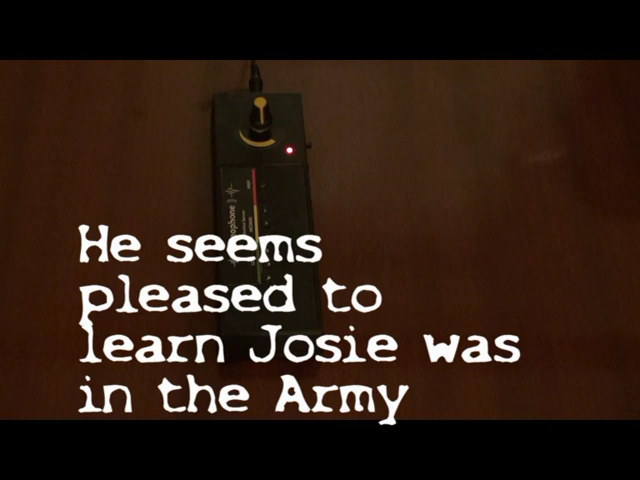 He seems
pleased to
learn Josie was
in the Army